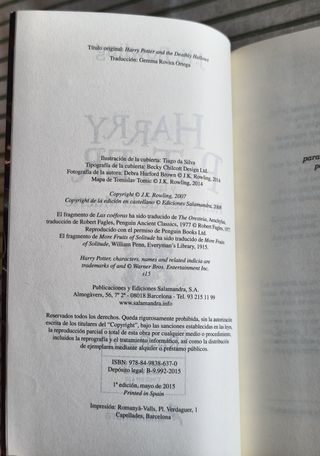 Título original: Harry Potter and the Deathly Hallows
Traducción: Gemma Rovira Ortega
HARRY
Ilustración de la cubierta: Tiago da Silva
Tipografía de la cubierta: Becky Chilcott Design Ltd.
Fotografía de la autora: Debra Hurford Brown © J.K. Rowling, 2014
Mapa de Tomislav Tomic © J.K. Rowling, 2014
Copyright © J.K. Rowling, 2007
Copyright de la edición en castellano © Ediciones Salamandra, 2008
El fragmento de Las coéforas ha sido traducido de The Oresteia, Aeschylus,
traducción de Robert Fagles, Penguin Ancient Classics, 1977 © Robert Fagles, 1977.
Reproducido con el permiso de Penguin Books Ltd.
El fragmento de More Fruits of Solitude ha sido traducido de More Fruits
of Solitude, William Penn, Everyman's Library, 1915.
Harry Potter, characters, names and related indicia are
trademarks of and © Warner Bros. Entertainment Inc.
s15
Publicaciones y Ediciones Salamandra, S.A.
Almogàvers, 56, 7º 2ª - 08018 Barcelona - Tel. 93 215 11 99
www.salamandra.info
Reservados todos los derechos. Queda rigurosamente prohibida, sin la autorización
escrita de los titulares del "Copyright", bajo las sanciones establecidas en las leyes,
la reproducción parcial o total de esta obra por cualquier medio o procedimiento,
incluidos la reprografía y el tratamiento informático, así como la distribución
de ejemplares mediante alquiler o préstamo públicos.
ISBN: 978-84-9838-637-0
Depósito legal: B-9.992-2015
1ª edición, mayo de 2015
Printed in Spain
Impresión: Romanyà-Valls, Pl. Verdaguer, 1
Capellades, Barcelona
para